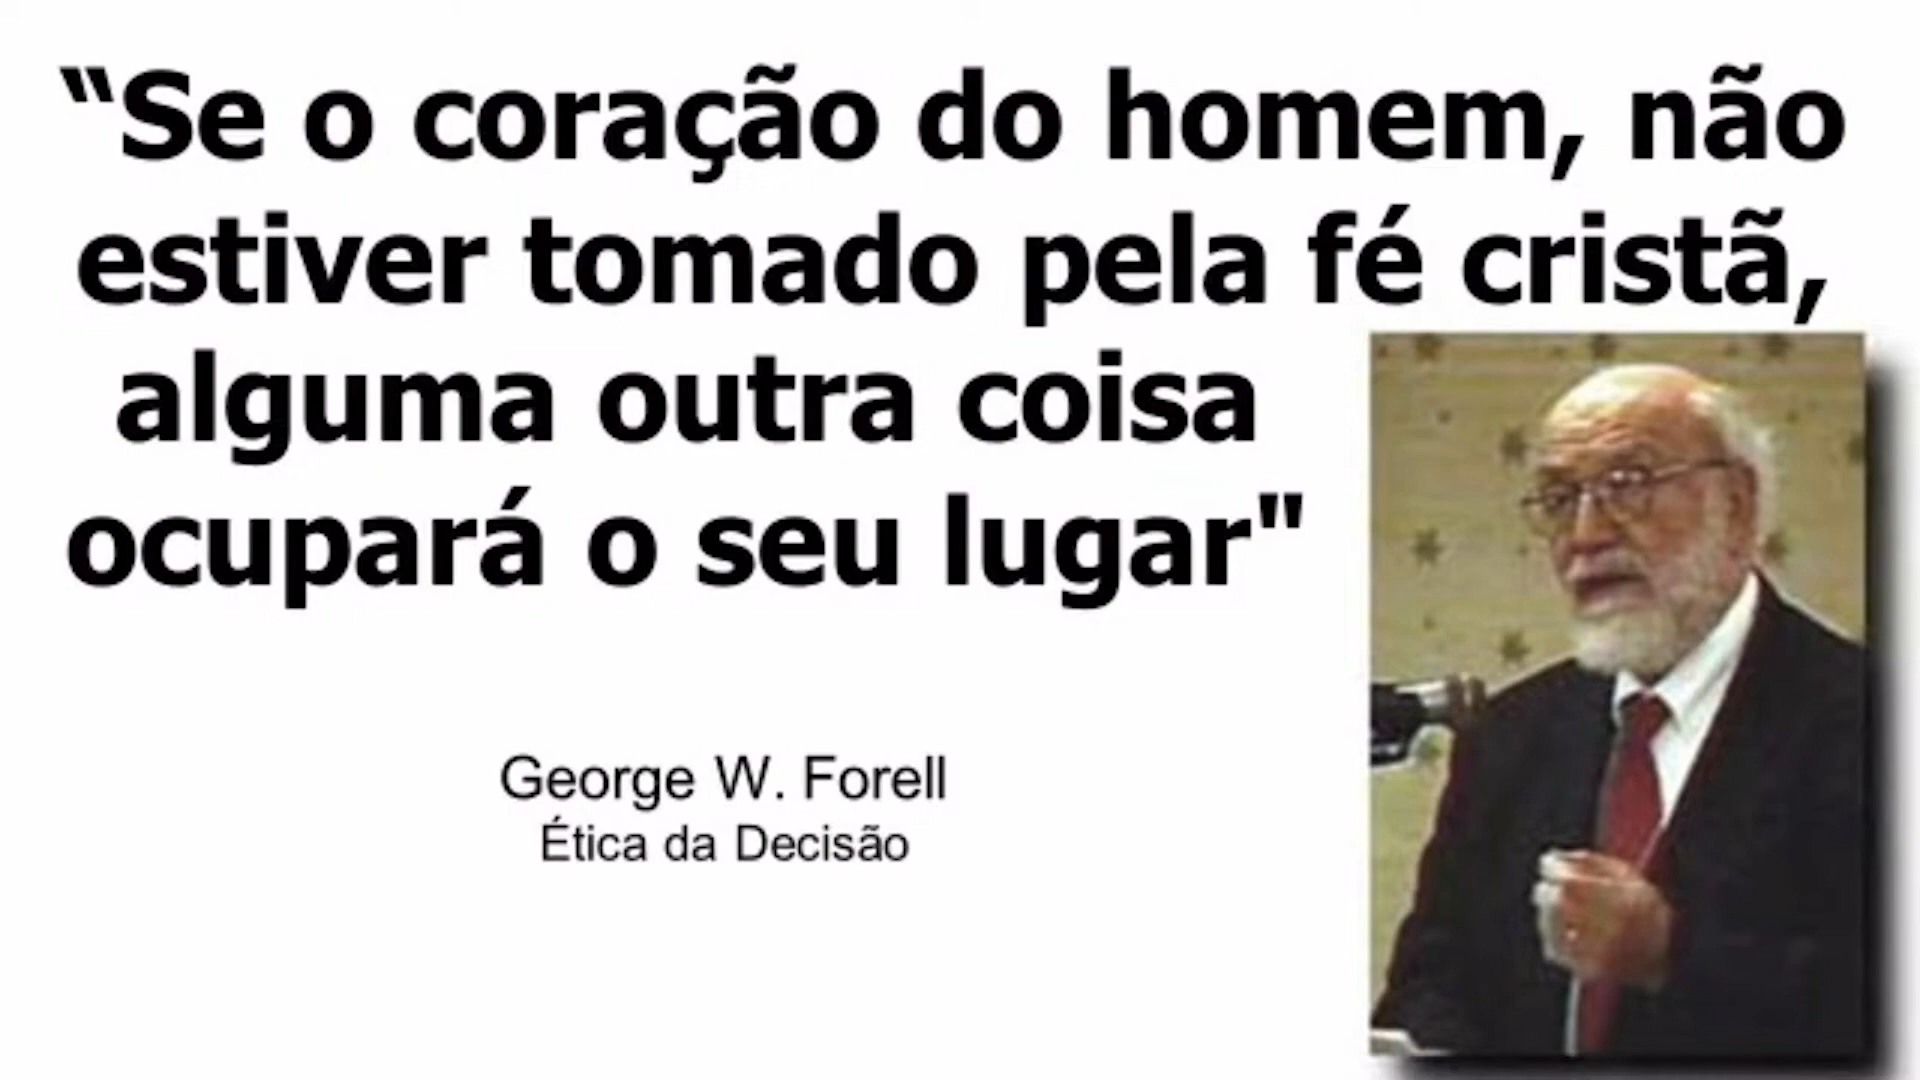 “Se o coração do homem, não
estiver tomado pela fé cristã,
alguma outra coisa
ocupará o seu lugar"
George W. Forell
Ética da Decisão